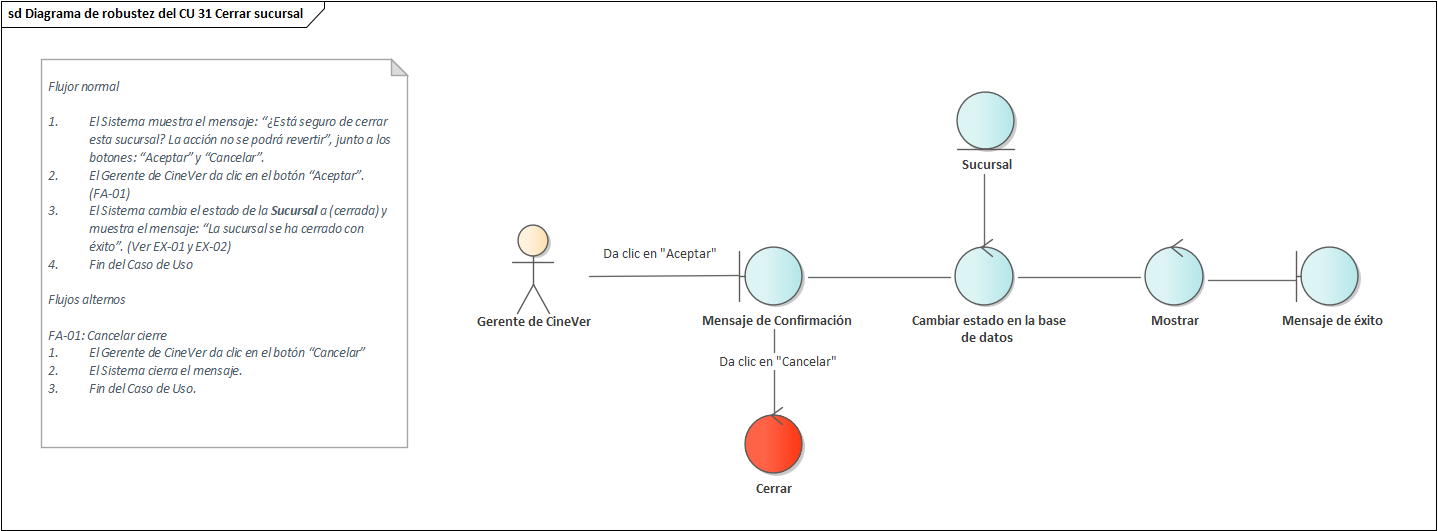 sd Diagrama de robustez del CU 31 Cerrar sucursal
Flujor normal
1. El Sistema muestra el mensaje: “¿Está seguro de cerrar
esta sucursal? La acción no se podrá revertir”, junto a los
botones: “Aceptar” y “Cancelar”.
2. El Gerente de CineVer da clic en el botón “Aceptar”.
(FA-01)
3. El Sistema cambia el estado de la Sucursal a (cerrada) y
muestra el mensaje: “La sucursal se ha cerrado con
éxito”. (Ver EX-01 y EX-02)
4. Fin del Caso de Uso
Flujos alternos
FA-01: Cancelar cierre
1. El Gerente de CineVer da clic en el botón “Cancelar”
2. El Sistema cierra el mensaje.
3. Fin del Caso de Uso.
Sucursal
Da clic en "Aceptar"
Gerente de CineVer
Mensaje de Confirmación
Cambiar estado en la base
de datos
Mostrar
Mensaje de éxito
Da clic en "Cancelar"
Cerrar